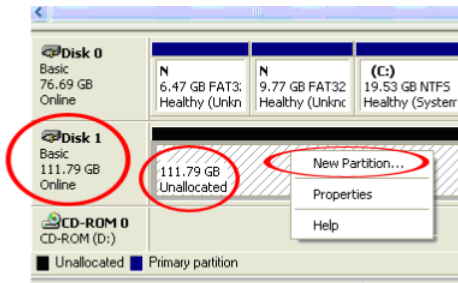 Disk 0
Basic
76.69 GB
Online
N
6.47 GB FAT3:
Healthy (Unkn
N
9.77 GB FAT32
Healthy (Unknc
(C:)
19.53 GB NTFS
Healthy (System
Disk 1
Basic
111.79 GB
Online
111.79 GB
Unallocated
New Partition...
Properties
Help
CD-ROM 0
CD-ROM (D:)
Unallocated Primary partition